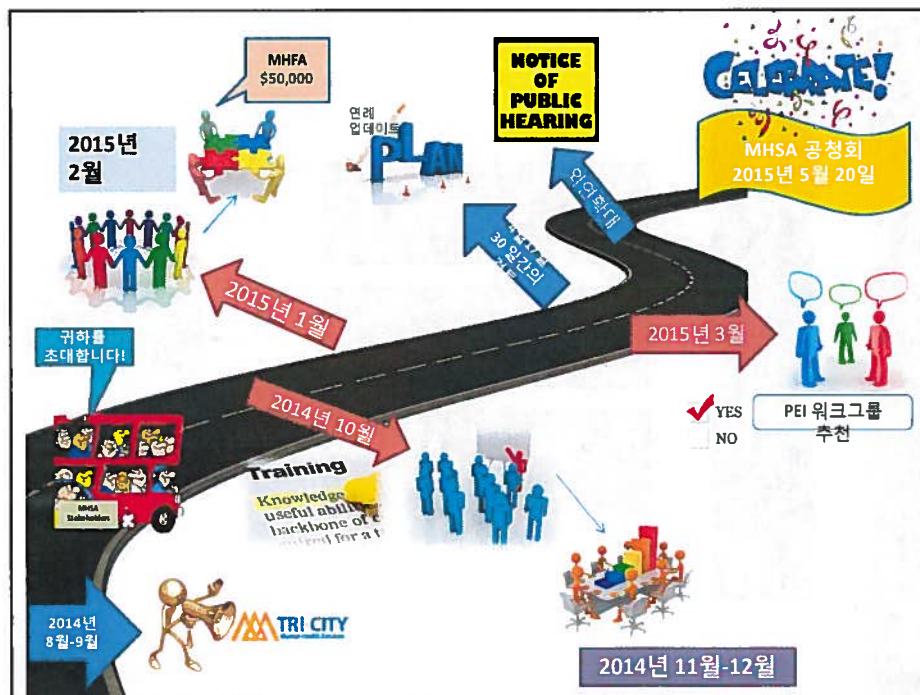 MHFA
$50,000
NOTICE
OF
PUBLIC
HEARING
CELEBRATE!
MHSA 공청회
2015년 5월 20일
연례
업데이트
PLAN
2015년
2월
30 일간의
2015년 1월
2015년 3월
귀하를
초대합니다!
2014년 10월
YES
NO
PEI 워크그룹
추천
Training
Knowledge
useful
backbone of
for a t
MHSA
Stakeholders
2014년
8월-9월
TRI CITY
2014년 11월-12월